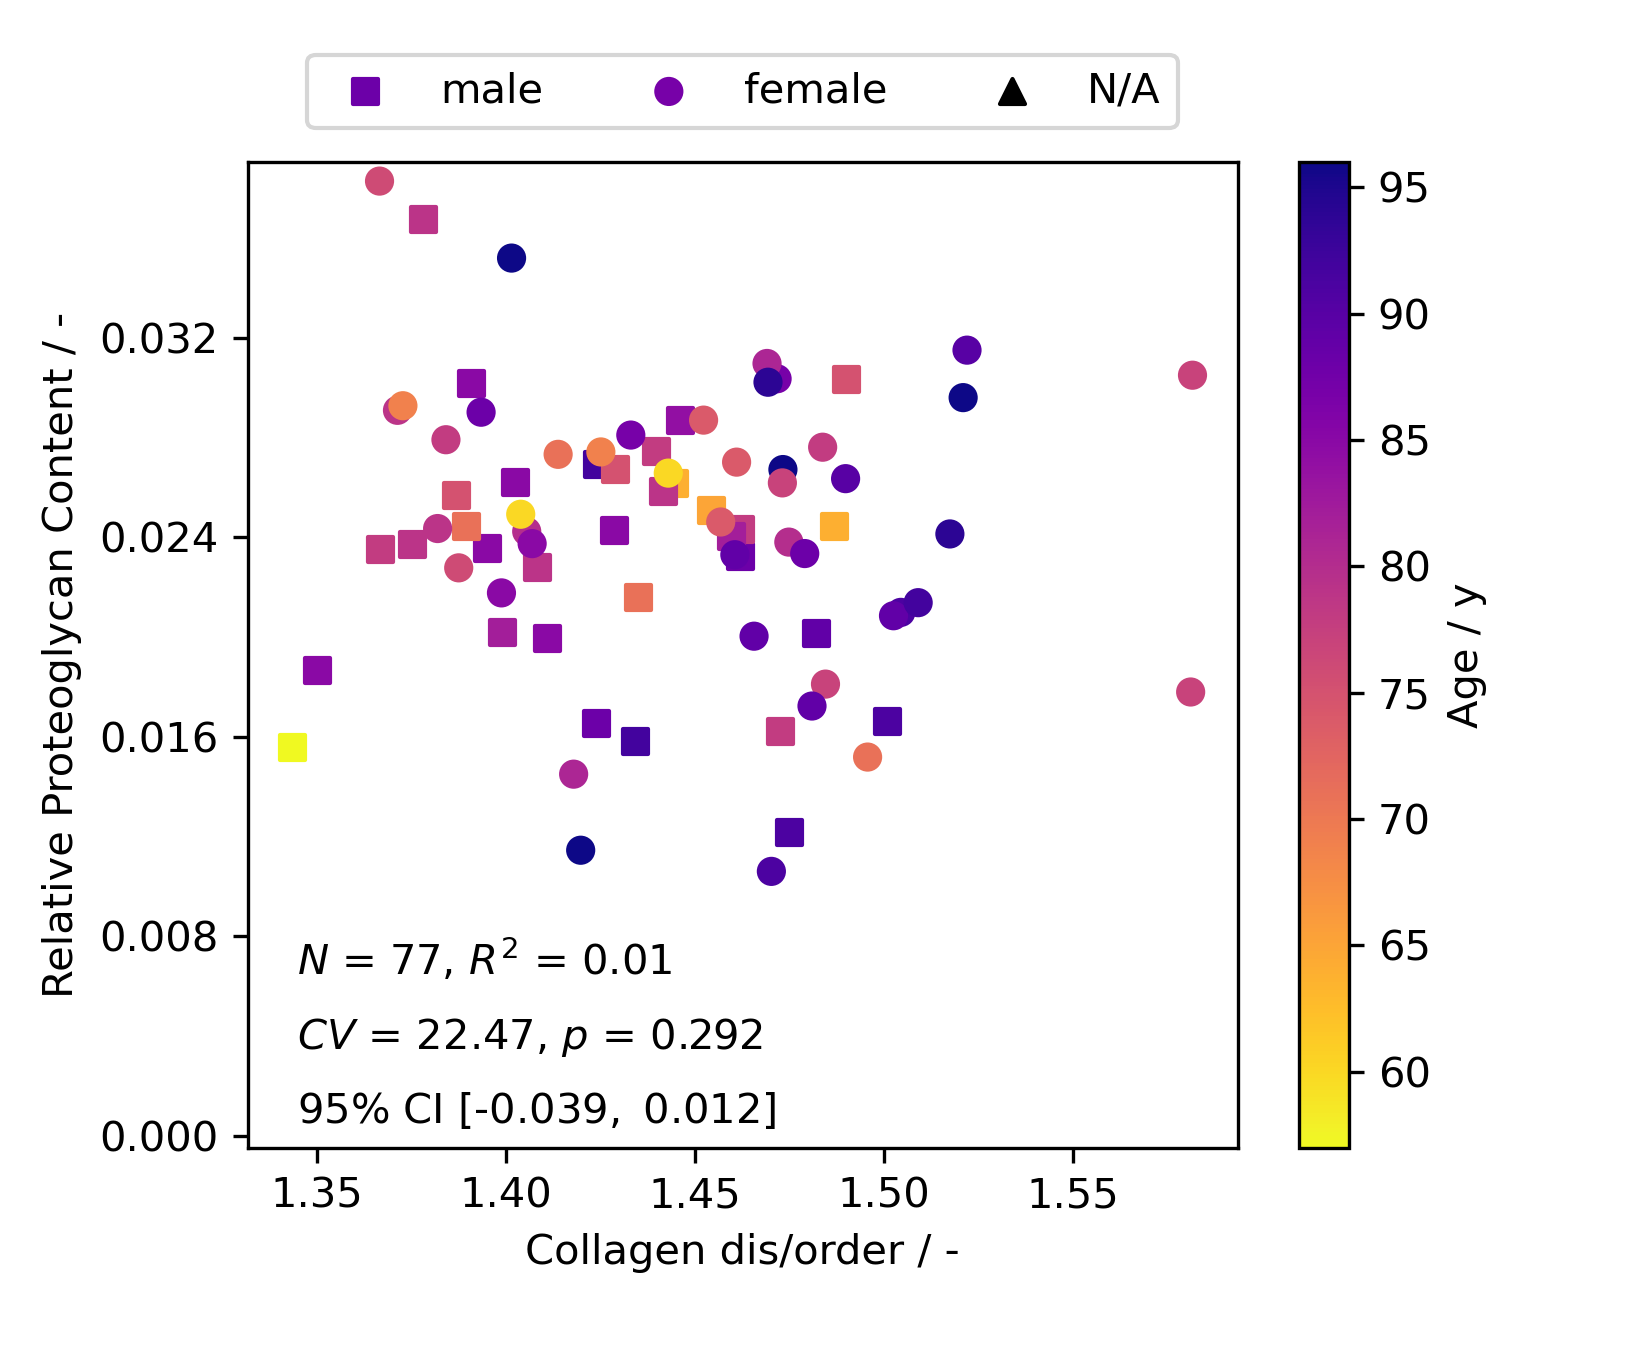 male female N/A
Relative Proteoglycan Content / -
0.032
0.024
0.016
0.008
0.000
N = 77, R² = 0.01
CV = 22.47, p = 0.292
95% CI [-0.039, 0.012]
1.35 1.40 1.45 1.50 1.55
Collagen dis/order / -
95
90
85
80
75
70
65
60
Age / y